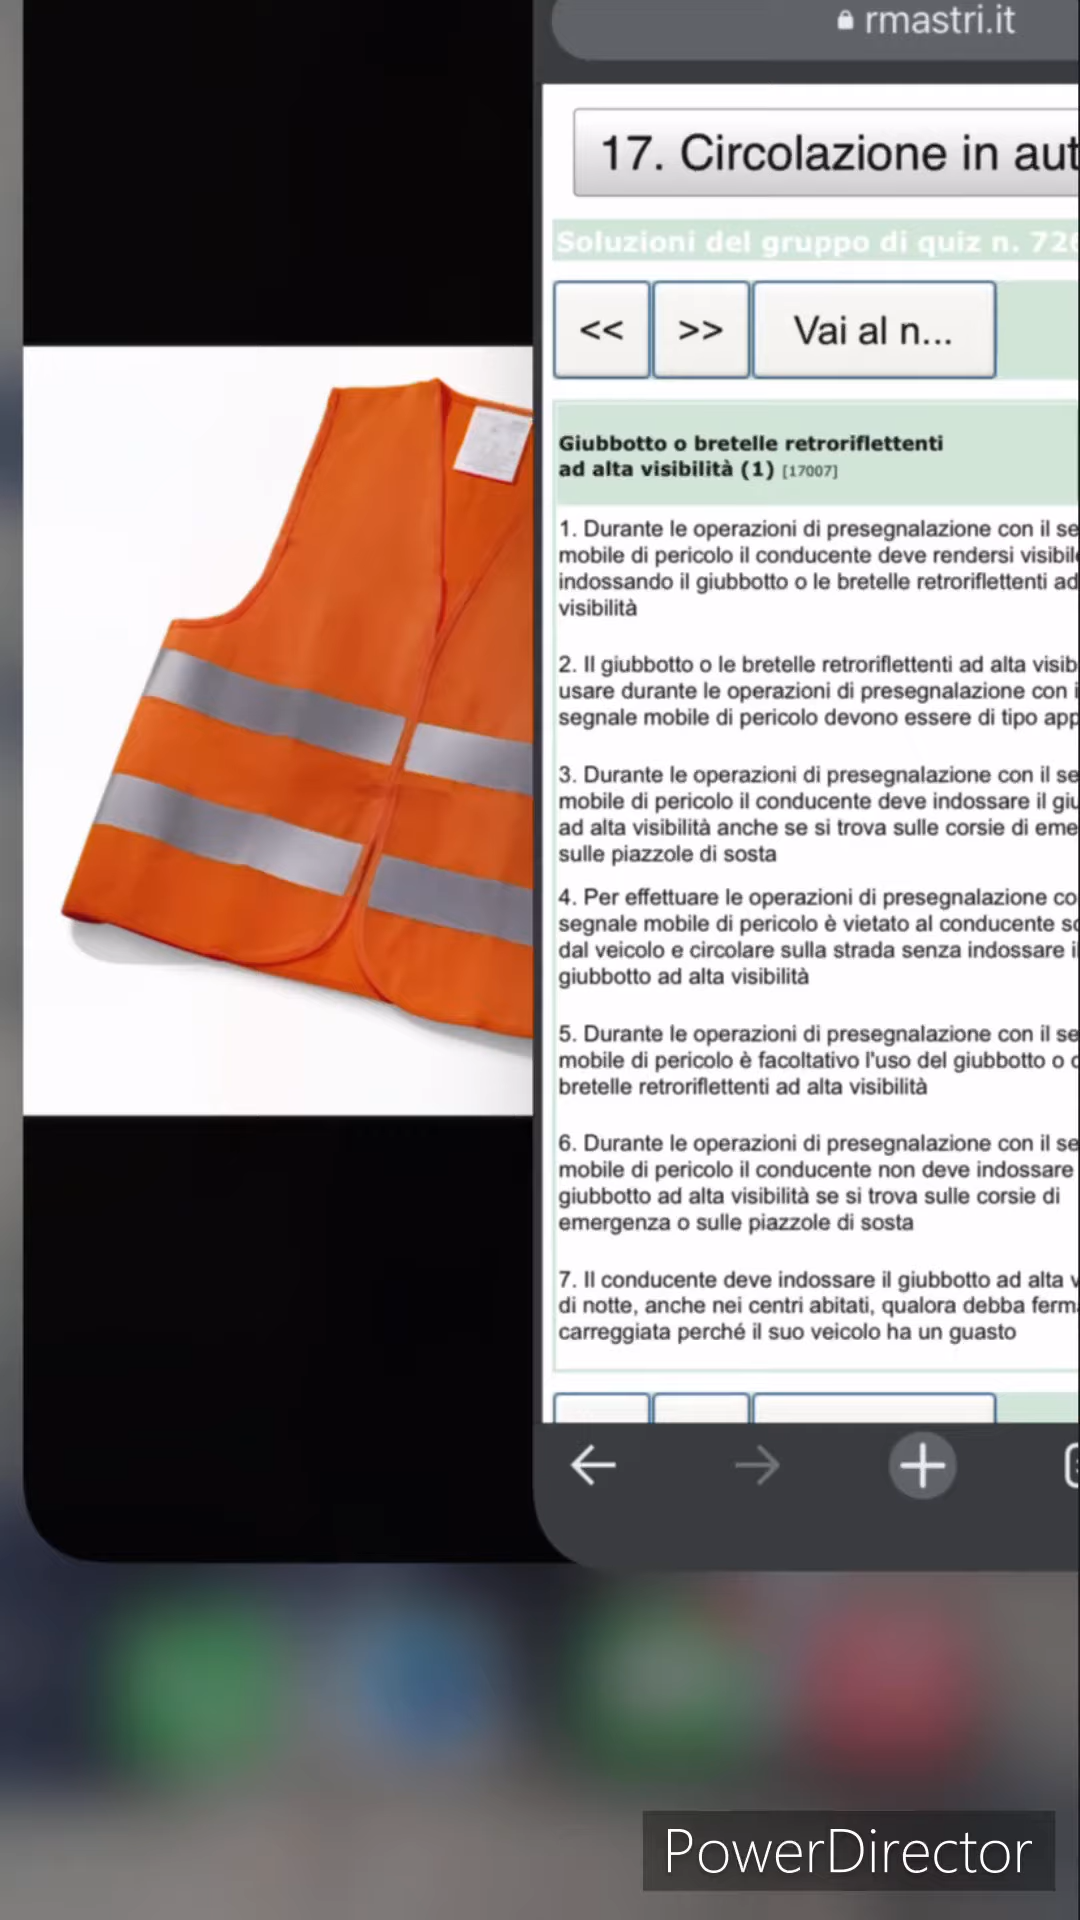 rmastri.it
17. Circolazione in aut
Soluzioni del gruppo di quiz n. 726
<< >> Vai al n...
Giubbotto o bretelle retroriflettenti
ad alta visibilità (1) [17007]
1. Durante le operazioni di presegnalazione con il se
mobile di pericolo il conducente deve rendersi visibile
indossando il giubbotto o le bretelle retroriflettenti ad
visibilità
2. Il giubbotto o le bretelle retroriflettenti ad alta visib
usare durante le operazioni di presegnalazione con i
segnale mobile di pericolo devono essere di tipo app
3. Durante le operazioni di presegnalazione con il se
mobile di pericolo il conducente deve indossare il giu
ad alta visibilità anche se si trova sulle corsie di eme
sulle piazzole di sosta
4. Per effettuare le operazioni di presegnalazione co
segnale mobile di pericolo è vietato al conducente sc
dal veicolo e circolare sulla strada senza indossare il
giubbotto ad alta visibilità
5. Durante le operazioni di presegnalazione con il se
mobile di pericolo è facoltativo l'uso del giubbotto o d
bretelle retroriflettenti ad alta visibilità
6. Durante le operazioni di presegnalazione con il se
mobile di pericolo il conducente non deve indossare
giubbotto ad alta visibilità se si trova sulle corsie di
emergenza o sulle piazzole di sosta
7. Il conducente deve indossare il giubbotto ad alta v
di notte, anche nei centri abitati, qualora debba ferma
carreggiata perché il suo veicolo ha un guasto
PowerDirector